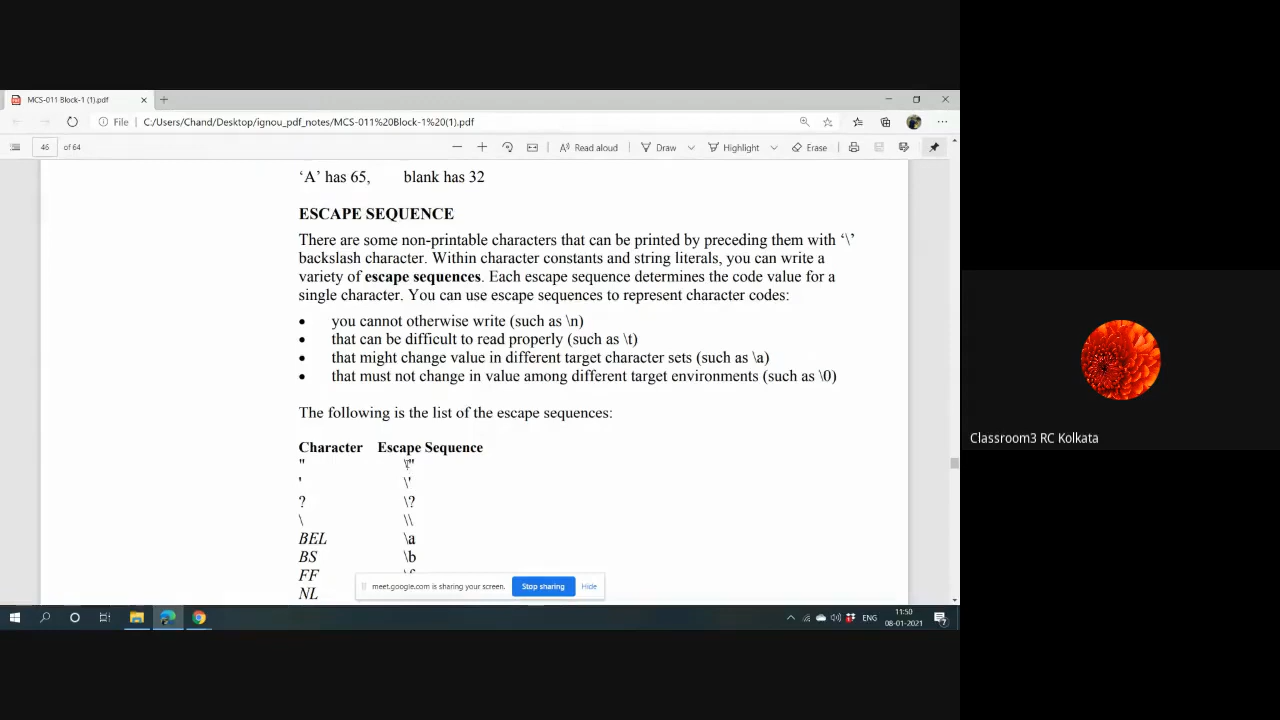 MCS-011 Block-1 (1).pdf
File C:/Users/Chand/Desktop/ignou_pdf_notes/MCS-011%20Block-1%20(1).pdf
46 of 64 Read aloud Draw Highlight Erase
‘A’ has 65, blank has 32
ESCAPE SEQUENCE
There are some non-printable characters that can be printed by preceding them with ‘\’
backslash character. Within character constants and string literals, you can write a
variety of escape sequences. Each escape sequence determines the code value for a
single character. You can use escape sequences to represent character codes:
• you cannot otherwise write (such as \n)
• that can be difficult to read properly (such as \t)
• that might change value in different target character sets (such as \a)
• that must not change in value among different target environments (such as \0)
The following is the list of the escape sequences:
Character Escape Sequence
" \"
' \'
? \?
\ \\
BEL \a
BS \b
FF
NL
meet.google.com is sharing your screen. Stop sharing Hide
Classroom3 RC Kolkata
ENG
11:50
08-01-2021